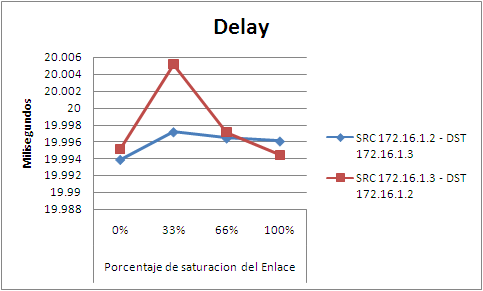 Delay
Milisegundos
20.006
20.004
20.002
20
19.998
19.996
19.994
19.992
19.99
19.988
0% 33% 66% 100%
Porcentaje de saturacion del Enlace
SRC 172.16.1.2 - DST
172.16.1.3
SRC 172.16.1.3 - DST
172.16.1.2